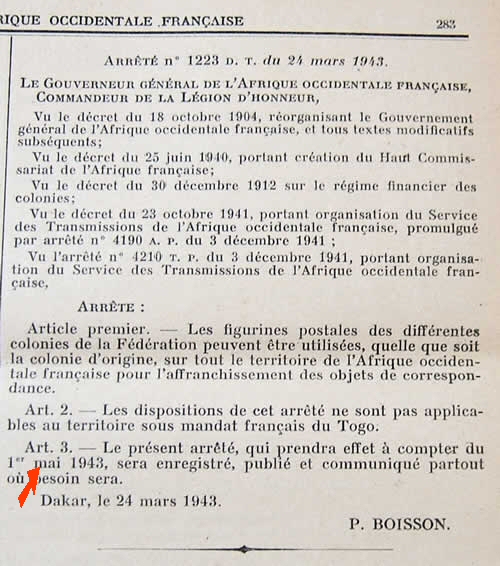 RIQUE OCCIDENTALE FRANÇAISE 283
ARRÊTÉ n° 1223 D. T. du 24 mars 1943.
LE GOUVERNEUR GÉNÉRAL DE L'AFRIQUE OCCIDENTALE FRANÇAISE,
COMMANDEUR DE LA LÉGION D'HONNEUR,
Vu le décret du 18 octobre 1904, réorganisant le Gouvernement
général de l'Afrique occidentale française, et tous textes modificatifs
subséquents;
Vu le décret du 25 juin 1940, portant création du Haut Commis-
sariat de l'Afrique française;
Vu le décret du 30 décembre 1912 sur le régime financier des
colonies;
Vu le décret du 23 octobre 1941, portant organisation du Service
des Transmissions de l'Afrique occidentale française, promulgué
par arrêté n° 4190 A. P. du 3 décembre 1941 ;
Vu l'arrêté n° 4210 T. P. du 3 décembre 1941, portant organisa-
tion du Service des Transmissions de l'Afrique occidentale fran-
çaise,
ARRÊTE :
Article premier. — Les figurines postales des différentes
colonies de la Fédération peuvent être utilisées, quelle que soit
la colonie d'origine, sur tout le territoire de l'Afrique occiden-
tale française pour l'affranchissement des objets de correspon-
dance.
Art. 2. — Les dispositions de cet arrêté ne sont pas applica-
bles au territoire sous mandat français du Togo.
Art. 3. — Le présent arrêté, qui prendra effet à compter du
1er mai 1943, sera enregistré, publié et communiqué partout
où besoin sera.
Dakar, le 24 mars 1943.
P. BOISSON.